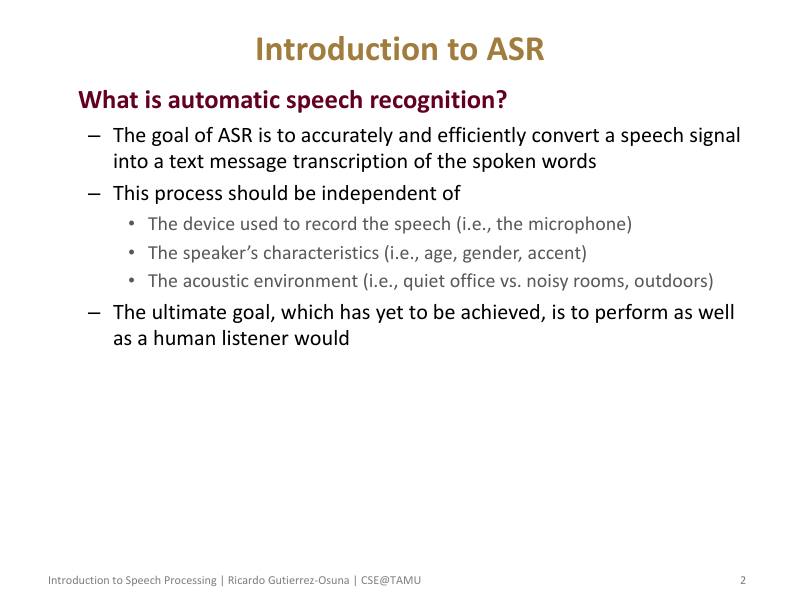 Introduction to ASR
What is automatic speech recognition?
– The goal of ASR is to accurately and efficiently convert a speech signal
into a text message transcription of the spoken words
– This process should be independent of
• The device used to record the speech (i.e., the microphone)
• The speaker’s characteristics (i.e., age, gender, accent)
• The acoustic environment (i.e., quiet office vs. noisy rooms, outdoors)
– The ultimate goal, which has yet to be achieved, is to perform as well
as a human listener would
Introduction to Speech Processing | Ricardo Gutierrez-Osuna | CSE@TAMU 2